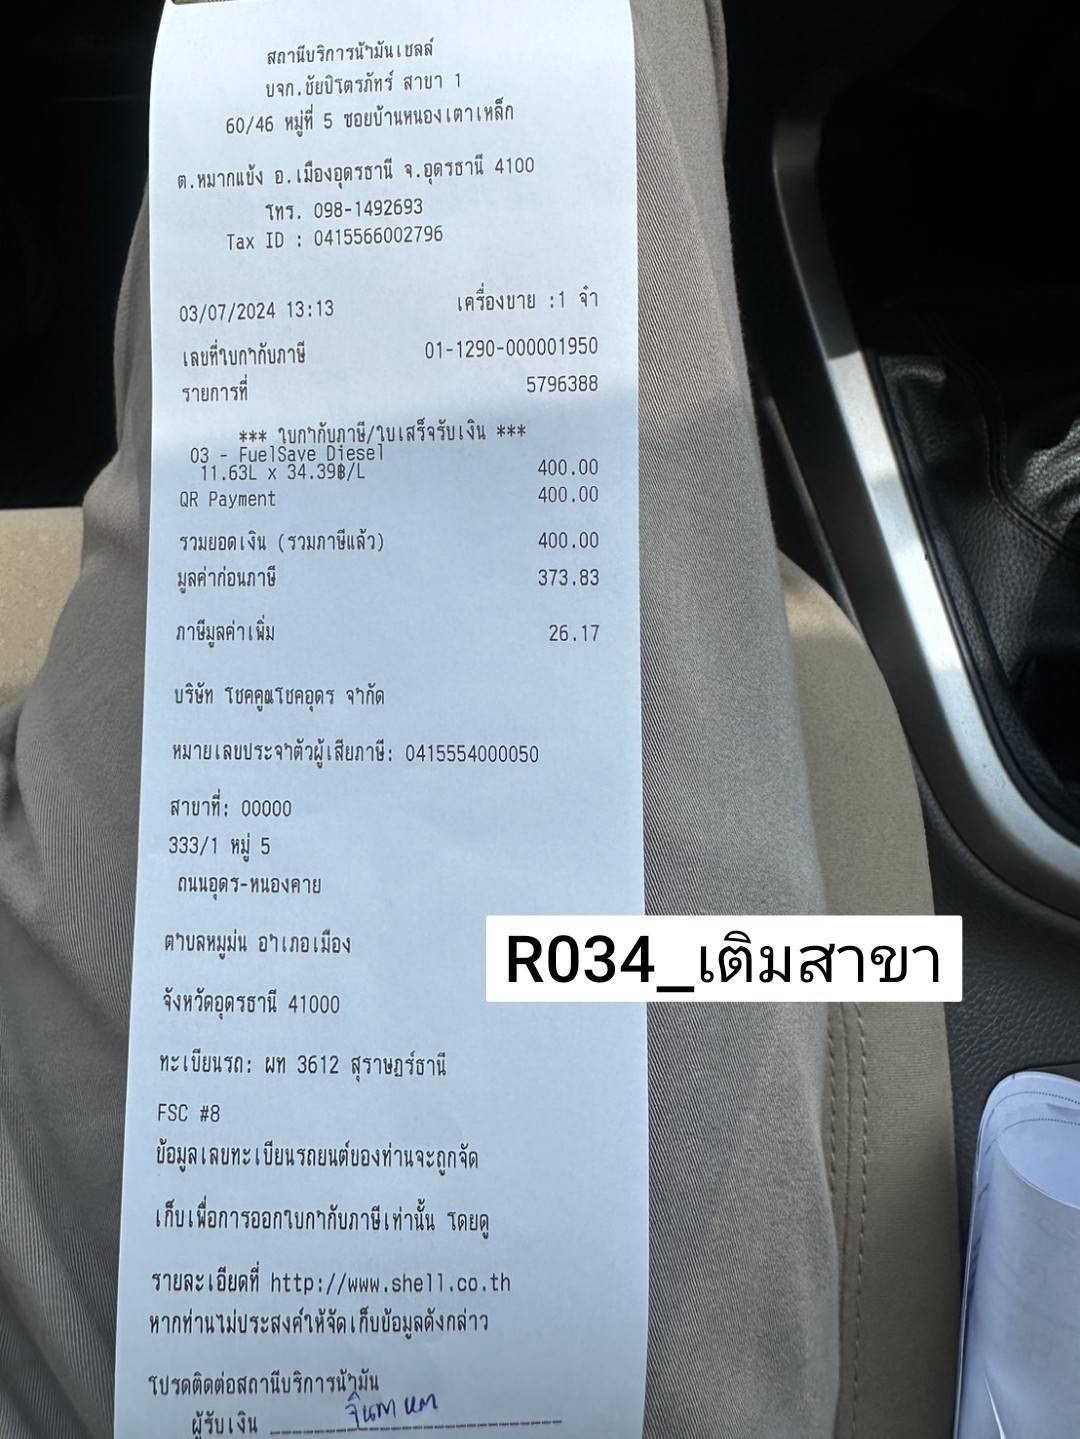 สถานีบริการน้ำมันเชลล์
บจก.ชัยปิโตรภัทร์ สาขา 1
60/46 หมู่ที่ 5 ซอยบ้านหนองเตาเหล็ก
ต.หมากแข้ง อ.เมืองอุดรธานี จ.อุดรธานี 4100
โทร. 098-1492693
Tax ID : 0415566002796
03/07/2024 13:13 เครื่องขาย :1 จ๋า
เลขที่ใบกำกับภาษี 01-1290-000001950
รายการที่ 5796388
*** ใบกำกับภาษี/ใบเสร็จรับเงิน ***
03 - FuelSave Diesel
11.63L x 34.39฿/L 400.00
QR Payment 400.00
รวมยอดเงิน (รวมภาษีแล้ว) 400.00
มูลค่าก่อนภาษี 373.83
ภาษีมูลค่าเพิ่ม 26.17
บริษัท โชคคูณโชคอุดร จำกัด
หมายเลขประจำตัวผู้เสียภาษี: 0415554000050
สาขาที่: 00000
333/1 หมู่ 5
ถนนอุดร-หนองคาย
ตำบลหมูม่น อำเภอเมือง
จังหวัดอุดรธานี 41000
ทะเบียนรถ: ผท 3612 สุราษฎร์ธานี
FSC #8
ข้อมูลเลขทะเบียนรถยนต์ของท่านจะถูกจัด
เก็บเพื่อการออกใบกำกับภาษีเท่านั้น โดยดู
รายละเอียดที่ http://www.shell.co.th
หากท่านไม่ประสงค์ให้จัดเก็บข้อมูลดังกล่าว
โปรดติดต่อสถานีบริการน้ำมัน
ผู้รับเงิน
R034_เติมสาขา